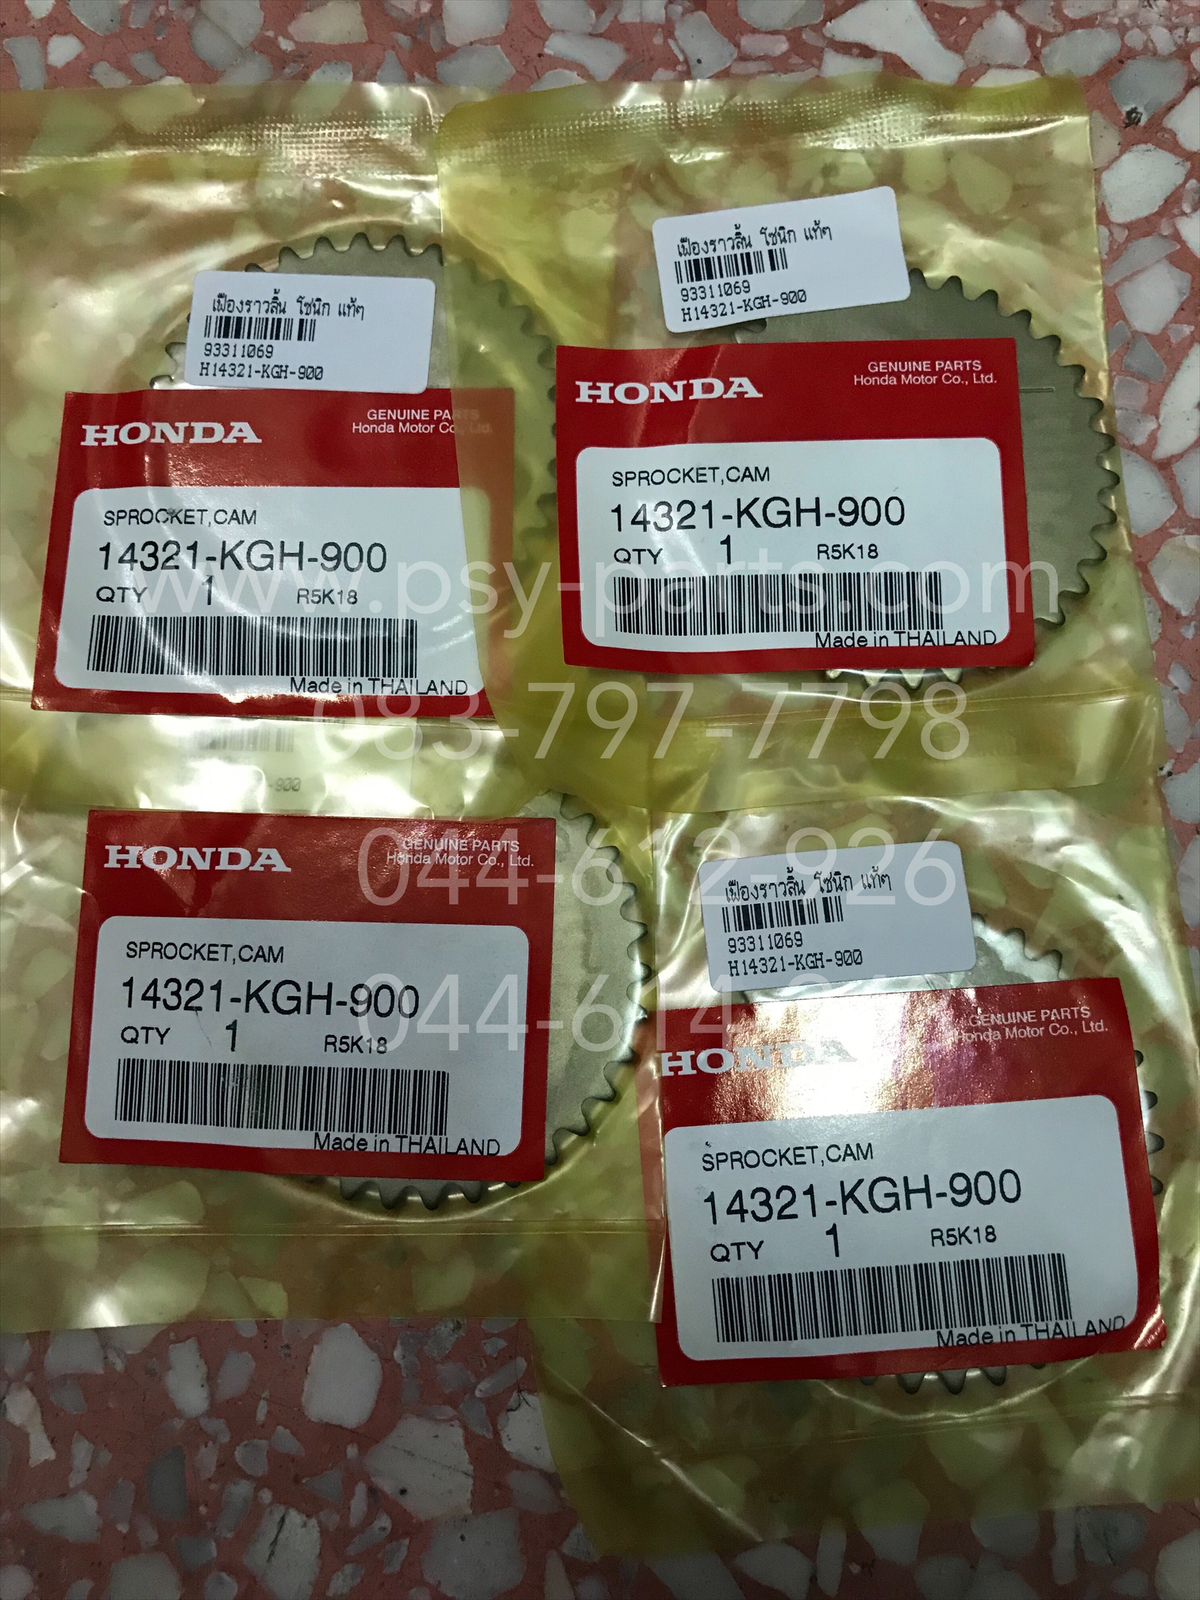 เฟืองราวลิ้น โซนิก แท้ๆ
93311069
H14321-KGH-900
HONDA
GENUINE PARTS
Honda Motor Co., Ltd.
SPROCKET,CAM
14321-KGH-900
QTY 1 R5K18
Made in THAILAND
เฟืองราวลิ้น โซนิก แท้ๆ
93311069
H14321-KGH-900
HONDA
GENUINE PARTS
Honda Motor Co., Ltd.
SPROCKET,CAM
14321-KGH-900
QTY 1 R5K18
Made in THAILAND
www.psy-parts.com
083-797-7798
044-612-926
044-614-
-900
HONDA
GENUINE PARTS
Honda Motor Co., Ltd.
SPROCKET,CAM
14321-KGH-900
QTY 1 R5K18
Made in THAILAND
เฟืองราวลิ้น โซนิก แท้ๆ
93311069
H14321-KGH-900
HONDA
GENUINE PARTS
Honda Motor Co., Ltd.
SPROCKET,CAM
14321-KGH-900
QTY 1 R5K18
Made in THAILAND